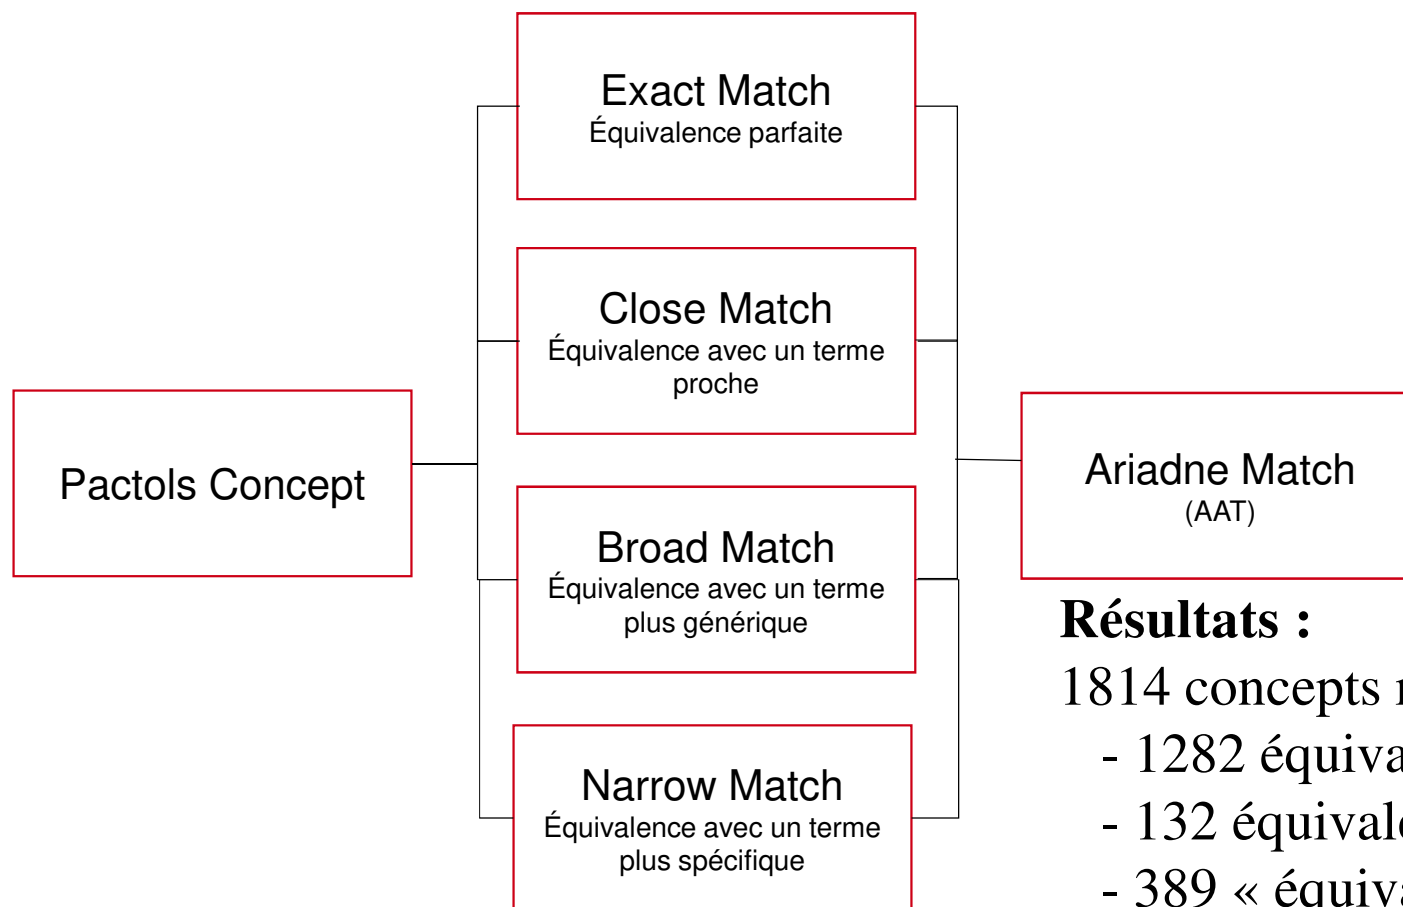 Exact Match
Équivalence parfaite
Close Match
Équivalence avec un terme
proche
Pactols Concept
Ariadne Match
(AAT)
Broad Match
Équivalence avec un terme
plus générique
Narrow Match
Équivalence avec un terme
plus spécifique
Résultats :
1814 concepts
- 1282
- 132
- 389 «